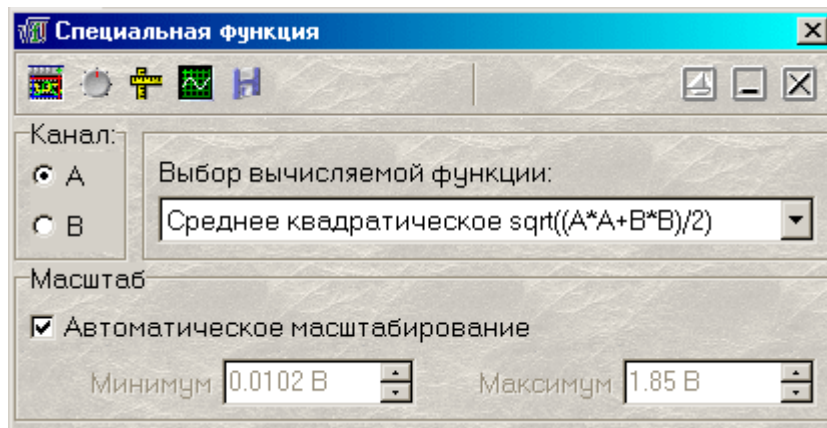 Специальная функция
Канал:
A
B
Выбор вычисляемой функции:
Среднее квадратическое sqrt((A*A+B*B)/2)
Масштаб
Автоматическое масштабирование
Минимум 0.0102 В Максимум 1.85 В